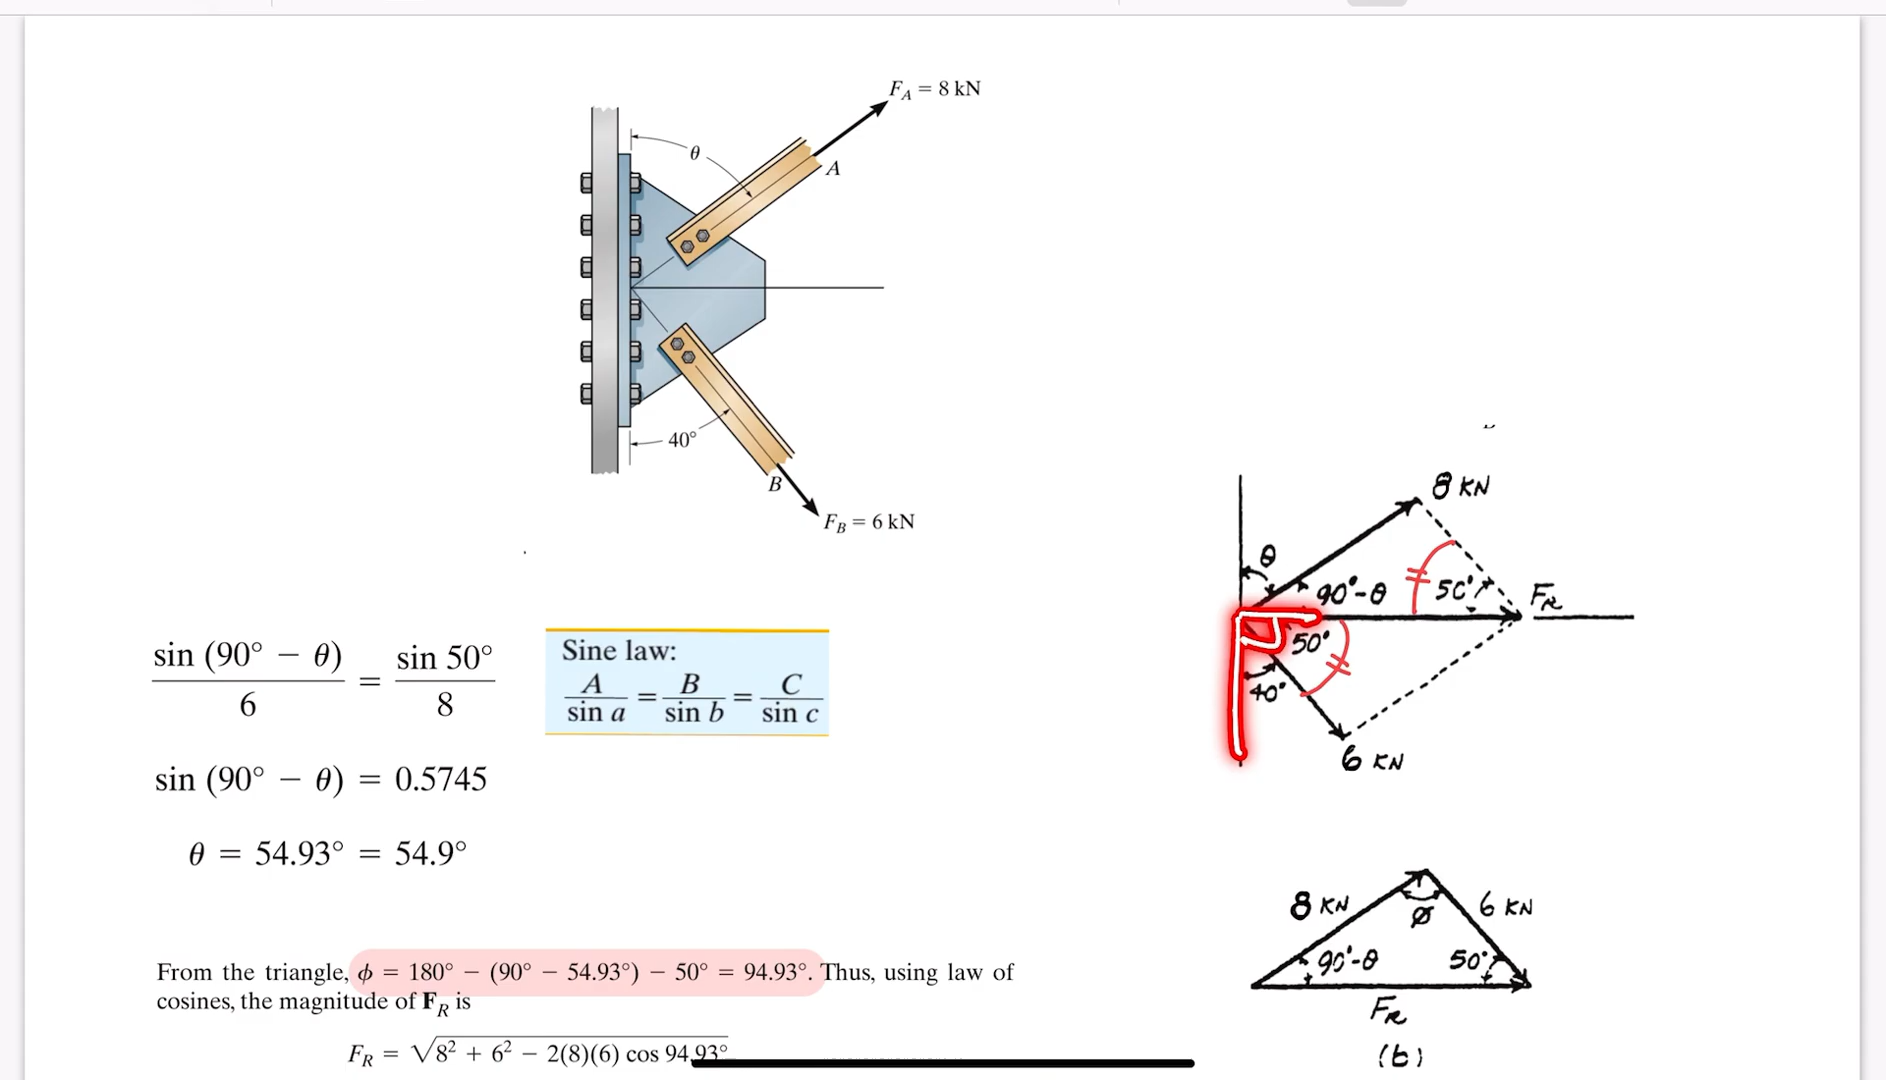 F_A = 8 kN
θ
A
40°
B
F_B = 6 kN
8 KN
θ
90°-θ
50°
F_R
50°
40°
6 KN
sin (90° − θ) / 6 = sin 50° / 8
Sine law:
A / sin a = B / sin b = C / sin c
sin (90° − θ) = 0.5745
θ = 54.93° = 54.9°
8 KN
6 KN
φ
90°-θ
50°
F_R
(b)
From the triangle, ϕ = 180° − (90° − 54.93°) − 50° = 94.93°. Thus, using law of
cosines, the magnitude of F_R is
F_R = √8² + 6² − 2(8)(6) cos 94.93°